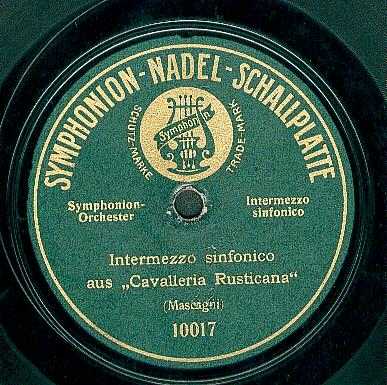 SYMPHONION-NADEL-SCHALLPLATTE
SCHUTZ-MARKE
Symphonion
TRADE-MARK
Symphonion-
Orchester
Intermezzo
sinfonico
Intermezzo sinfonico
aus „Cavalleria Rusticana“
(Mascagni)
10017